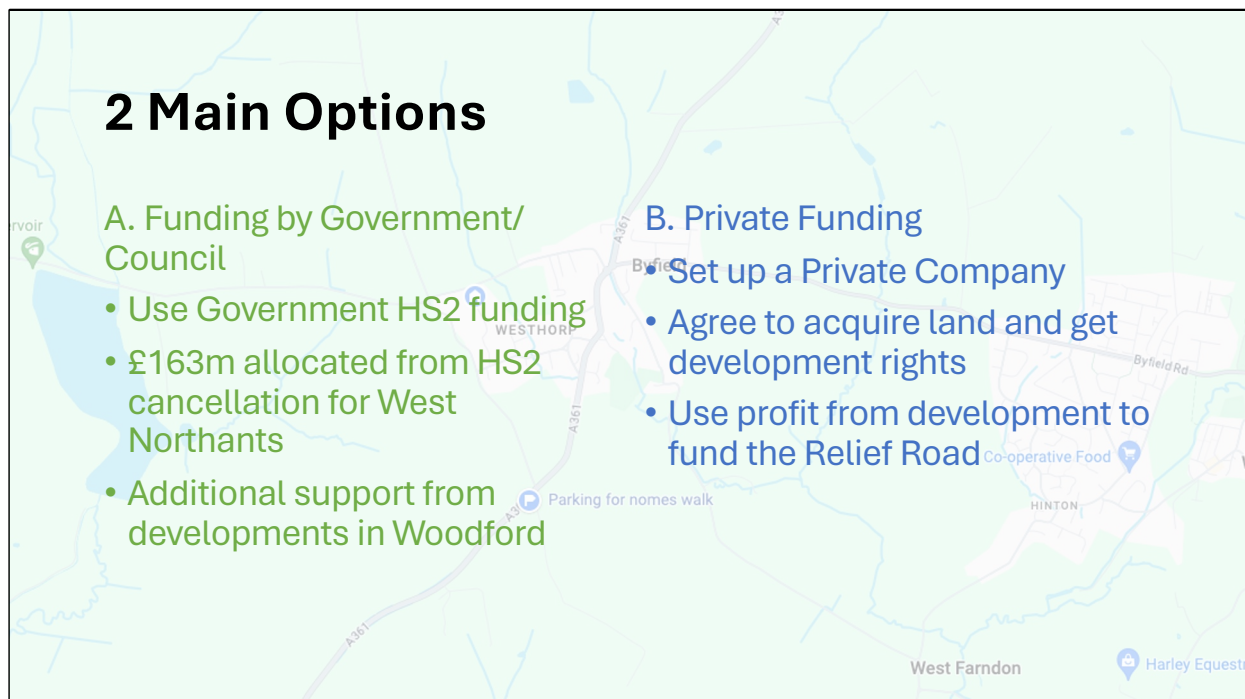 2 Main Options
A. Funding by Government/
Council
• Use Government HS2 funding
• £163m allocated from HS2
cancellation for West
Northants
• Additional support from
developments in Woodford
B. Private Funding
• Set up a Private Company
• Agree to acquire land and get
development rights
• Use profit from development to
fund the Relief Road
ervoir
A361
Byfield
WESTHORP
Byfield Rd
A361
Co-operative Food
Parking for nomes walk
HINTON
A361
West Farndon
Harley Equestr